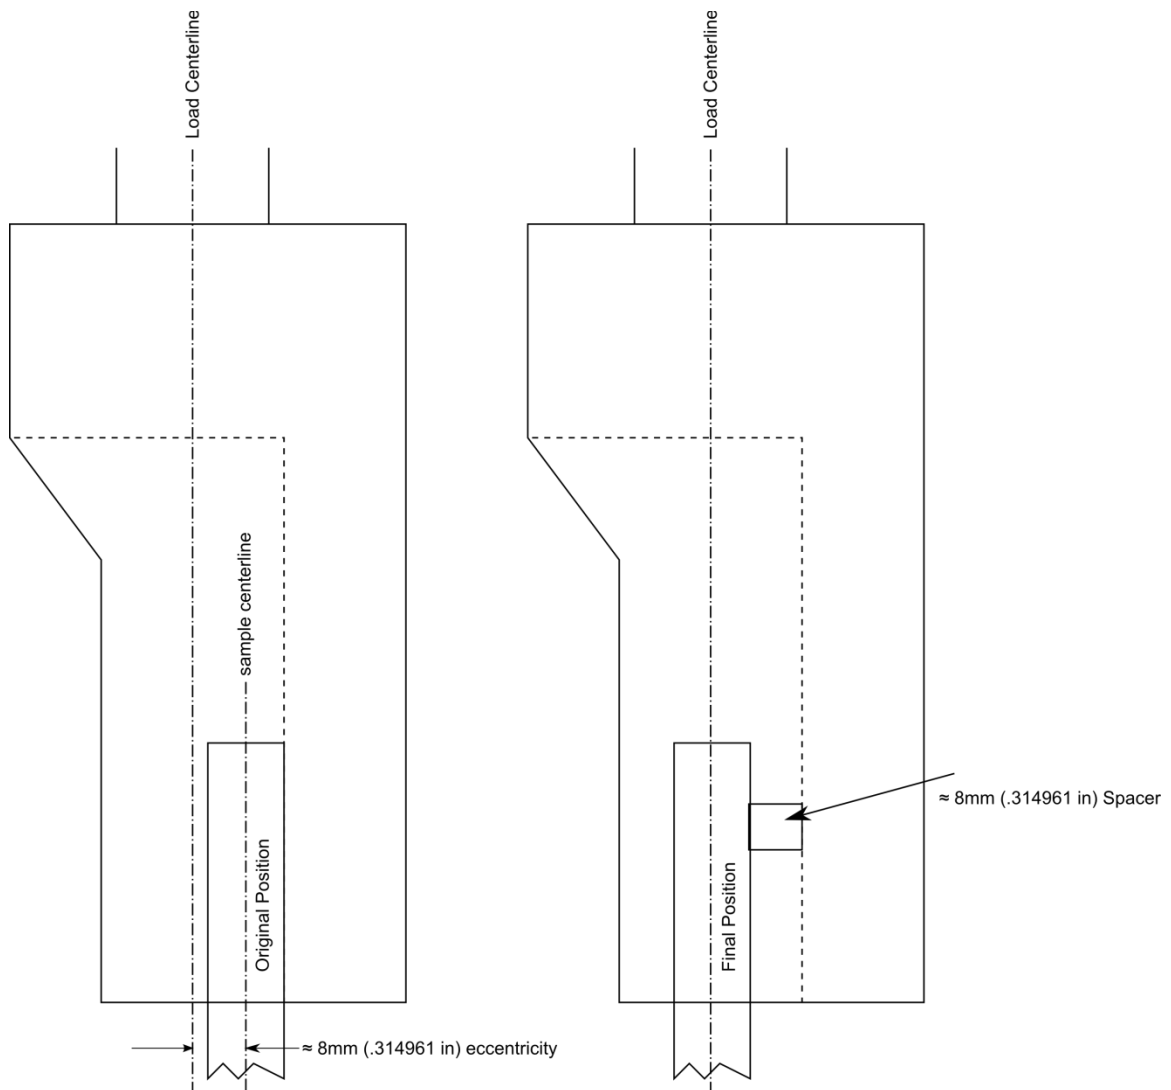 Load Centerline
Load Centerline
sample centerline
≈ 8mm (.314961 in) Spacer
Original Position
Final Position
≈ 8mm (.314961 in) eccentricity